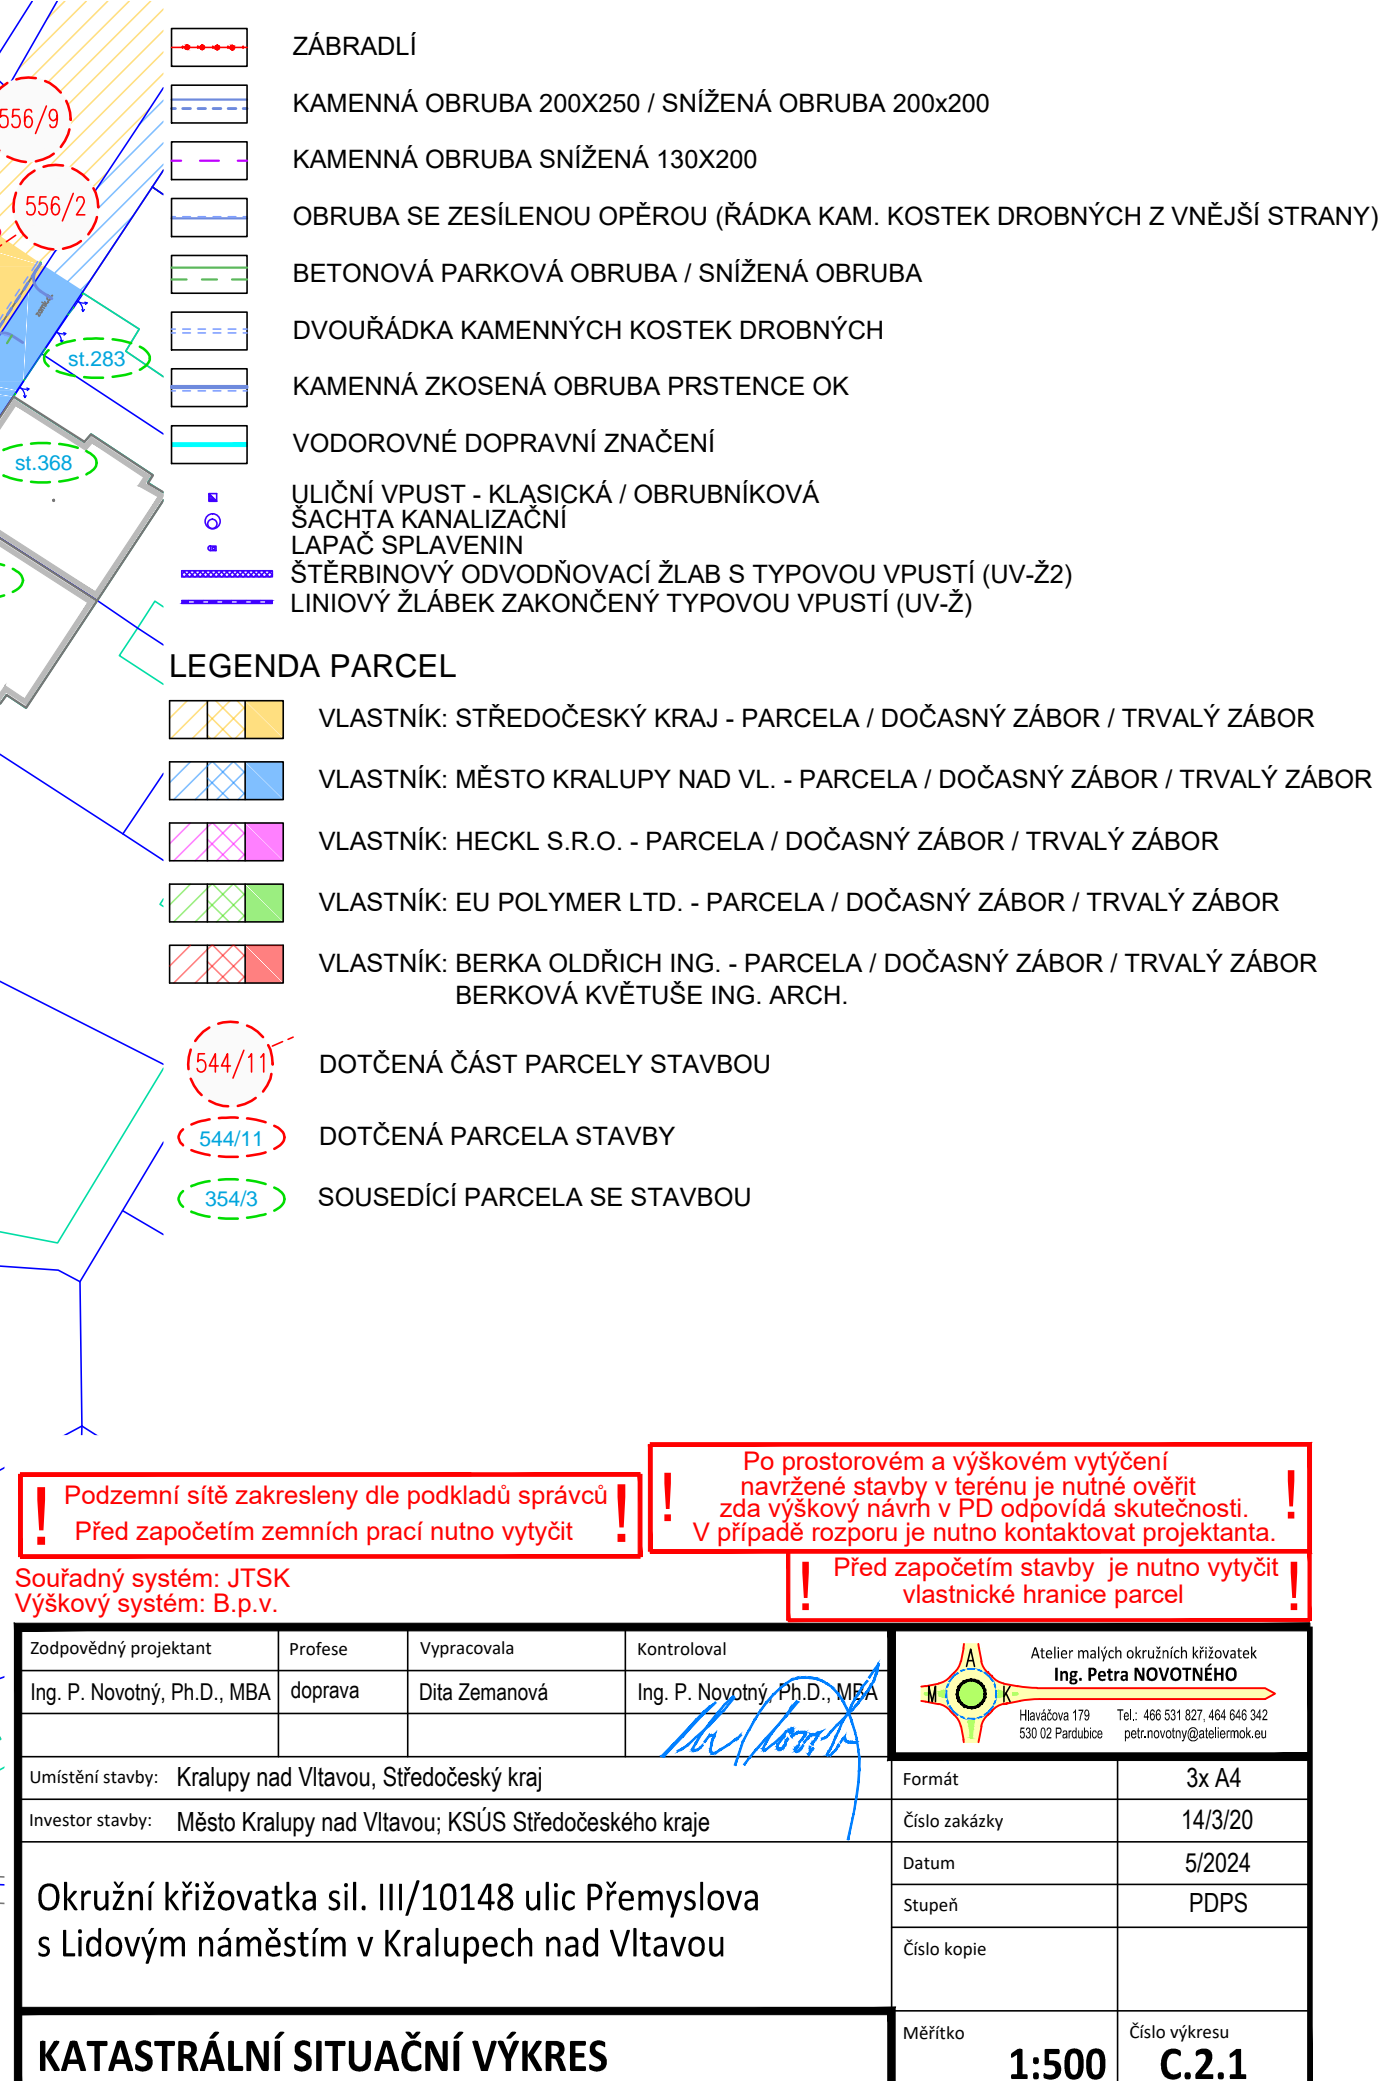 ZÁBRADLÍ
KAMENNÁ OBRUBA 200X250 / SNÍŽENÁ OBRUBA 200x200
556/9
KAMENNÁ OBRUBA SNÍŽENÁ 130X200
556/2
OBRUBA SE ZESÍLENOU OPĚROU (ŘÁDKA KAM. KOSTEK DROBNÝCH Z VNĚJŠÍ STRANY)
BETONOVÁ PARKOVÁ OBRUBA / SNÍŽENÁ OBRUBA
DVOUŘÁDKA KAMENNÝCH KOSTEK DROBNÝCH
st.283
KAMENNÁ ZKOSENÁ OBRUBA PRSTENCE OK
VODOROVNÉ DOPRAVNÍ ZNAČENÍ
st.368
ULIČNÍ VPUST - KLASICKÁ / OBRUBNÍKOVÁ
ŠACHTA KANALIZAČNÍ
LAPAČ SPLAVENIN
ŠTĚRBINOVÝ ODVODŇOVACÍ ŽLAB S TYPOVOU VPUSTÍ (UV-Ž2)
LINIOVÝ ŽLÁBEK ZAKONČENÝ TYPOVOU VPUSTÍ (UV-Ž)
LEGENDA PARCEL
VLASTNÍK: STŘEDOČESKÝ KRAJ - PARCELA / DOČASNÝ ZÁBOR / TRVALÝ ZÁBOR
VLASTNÍK: MĚSTO KRALUPY NAD VL. - PARCELA / DOČASNÝ ZÁBOR / TRVALÝ ZÁBOR
VLASTNÍK: HECKL S.R.O. - PARCELA / DOČASNÝ ZÁBOR / TRVALÝ ZÁBOR
VLASTNÍK: EU POLYMER LTD. - PARCELA / DOČASNÝ ZÁBOR / TRVALÝ ZÁBOR
VLASTNÍK: BERKA OLDŘICH ING. - PARCELA / DOČASNÝ ZÁBOR / TRVALÝ ZÁBOR
BERKOVÁ KVĚTUŠE ING. ARCH.
544/11 DOTČENÁ ČÁST PARCELY STAVBOU
544/11 DOTČENÁ PARCELA STAVBY
354/3 SOUSEDÍCÍ PARCELA SE STAVBOU
! Podzemní sítě zakresleny dle podkladů správců !
Před započetím zemních prací nutno vytyčit
! Po prostorovém a výškovém vytýčení !
navržené stavby v terénu je nutné ověřit
zda výškový návrh v PD odpovídá skutečnosti.
V případě rozporu je nutno kontaktovat projektanta.
! Před započetím stavby je nutno vytyčit !
vlastnické hranice parcel
Souřadný systém: JTSK
Výškový systém: B.p.v.
Zodpovědný projektant Profese Vypracovala Kontroloval
Ing. P. Novotný, Ph.D., MBA doprava Dita Zemanová Ing. P. Novotný, Ph.D., MBA
A
M K
Atelier malých okružních křižovatek
Ing. Petra NOVOTNÉHO
Hlaváčova 179 Tel.: 466 531 827, 464 646 342
530 02 Pardubice petr.novotny@ateliermok.eu
Umístění stavby: Kralupy nad Vltavou, Středočeský kraj
Investor stavby: Město Kralupy nad Vltavou; KSÚS Středočeského kraje
Formát 3x A4
Číslo zakázky 14/3/20
Datum 5/2024
Stupeň PDPS
Číslo kopie
Okružní křižovatka sil. III/10148 ulic Přemyslova
s Lidovým náměstím v Kralupech nad Vltavou
KATASTRÁLNÍ SITUAČNÍ VÝKRES
Měřítko 1:500
Číslo výkresu C.2.1